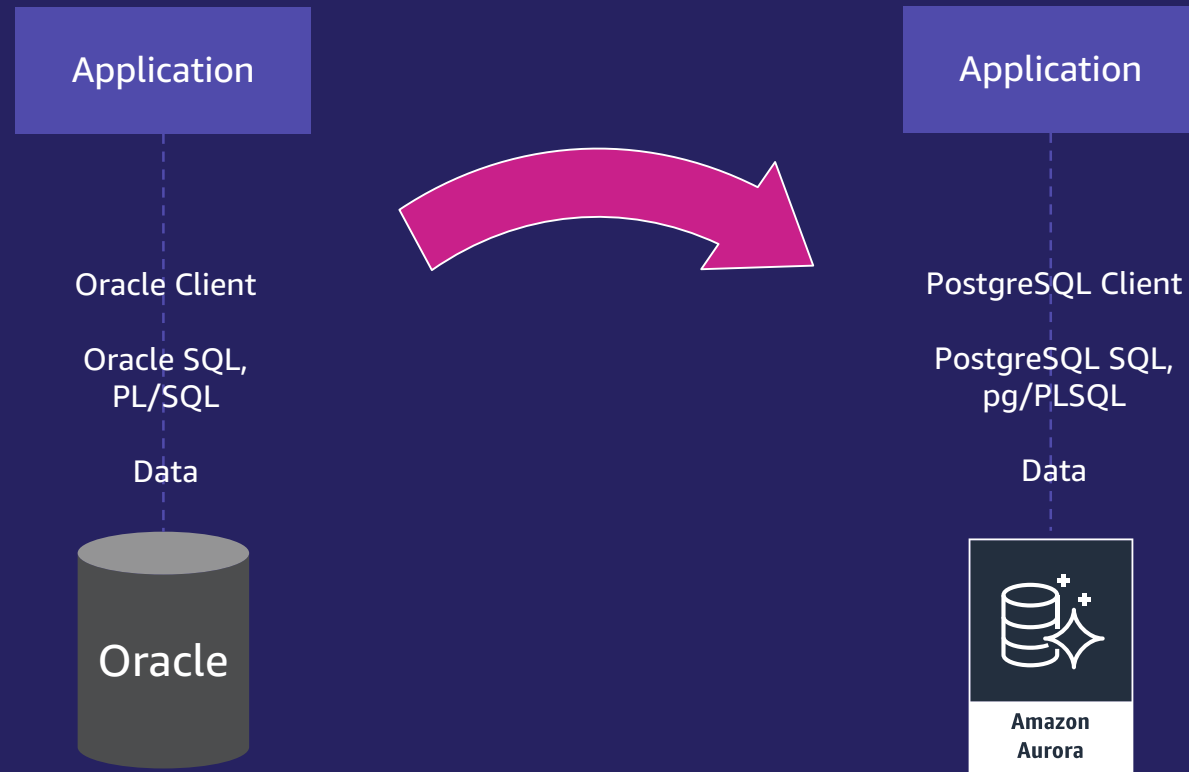 Application
Oracle Client
Oracle SQL,
PL/SQL
Data
Oracle
Application
PostgreSQL Client
PostgreSQL SQL,
pg/PLSQL
Data
Amazon
Aurora